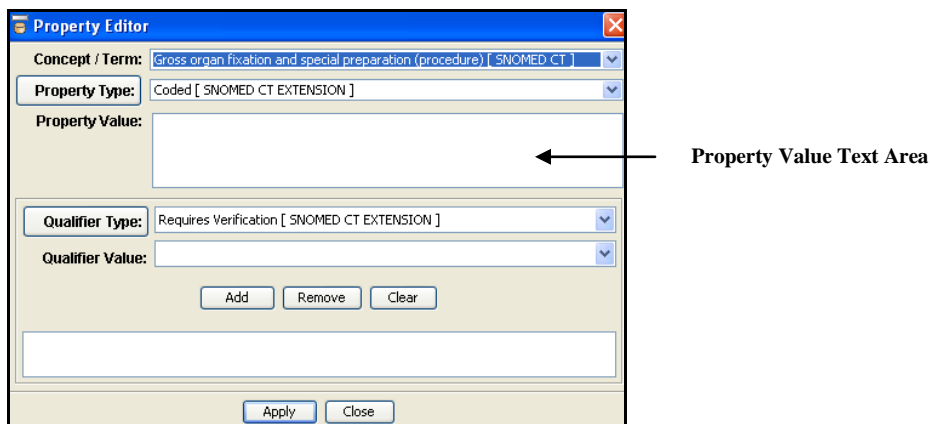 Property Editor
Concept / Term: Gross organ fixation and special preparation (procedure) [ SNOMED CT ]
Property Type: Coded [ SNOMED CT EXTENSION ]
Property Value:
Property Value Text Area
Qualifier Type: Requires Verification [ SNOMED CT EXTENSION ]
Qualifier Value:
Add Remove Clear
Apply Close